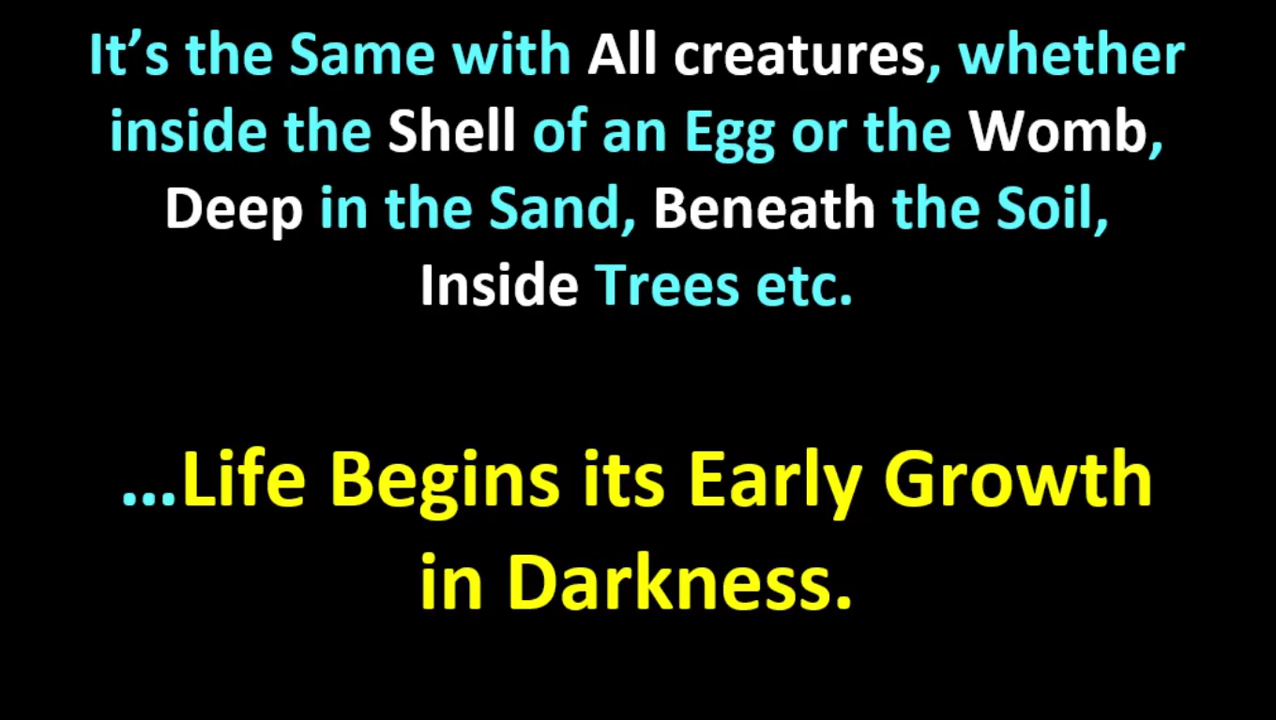 It’s the Same with All creatures, whether
inside the Shell of an Egg or the Womb,
Deep in the Sand, Beneath the Soil,
Inside Trees etc.
...Life Begins its Early Growth
in Darkness.